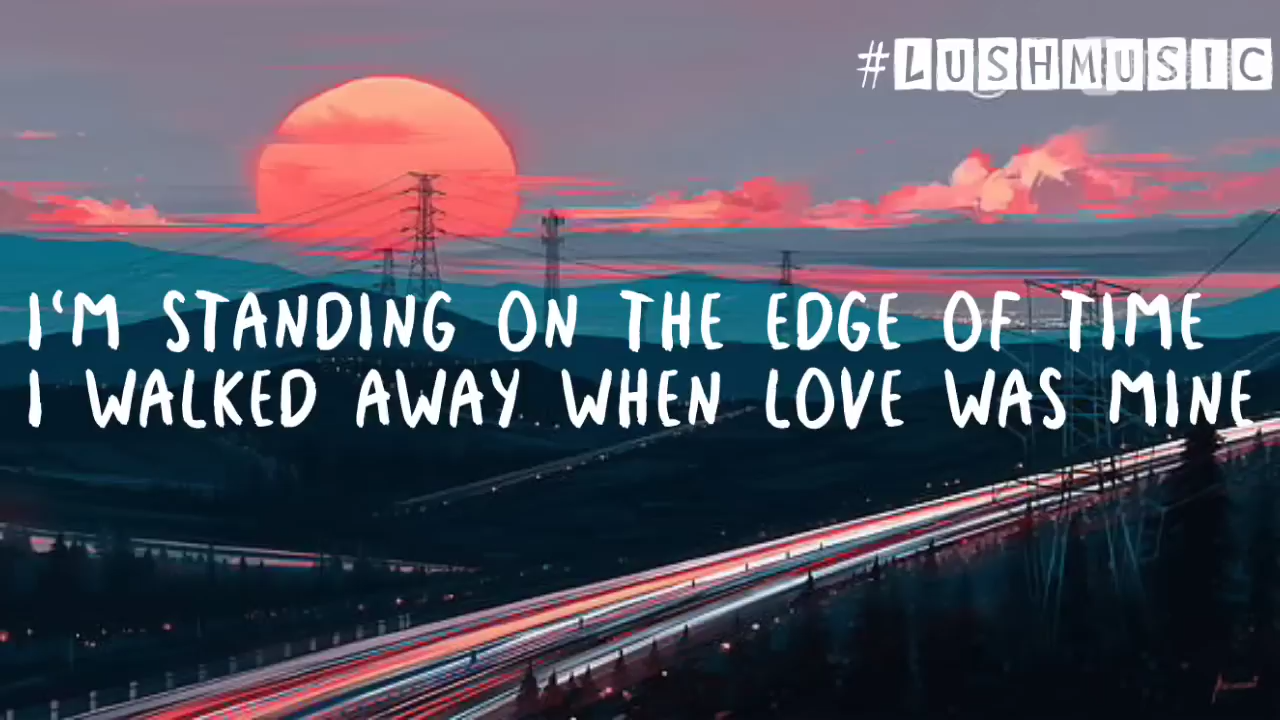 #LUSHMUSIC
I'M STANDING ON THE EDGE OF TIME
I WALKED AWAY WHEN LOVE WAS MINE